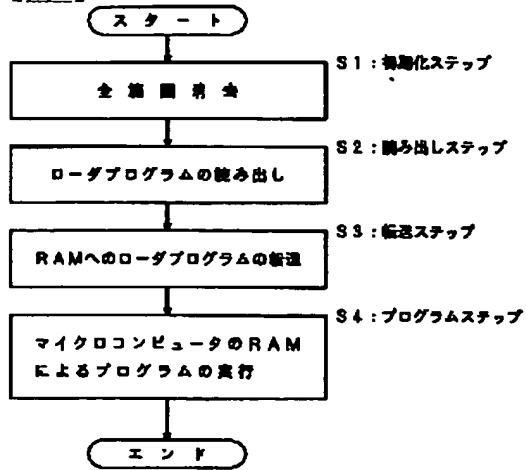 スタート
S1：初期化ステップ
全範囲消去
S2：読み出しステップ
ローダプログラムの読み出し
S3：転送ステップ
RAMへのローダプログラムの転送
S4：プログラムステップ
マイクロコンピュータのRAM
によるプログラムの実行
エンド